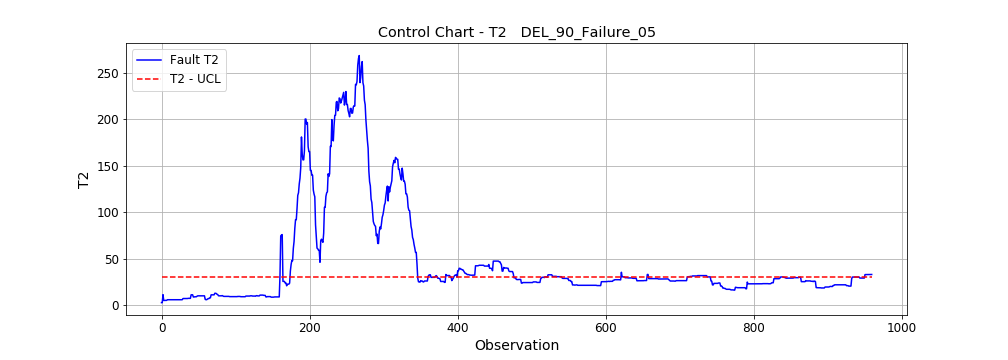 Control Chart - T2   DEL_90_Failure_05
Fault T2
T2 - UCL
250
200
150
100
50
0
T2
0 200 400 600 800 1000
Observation